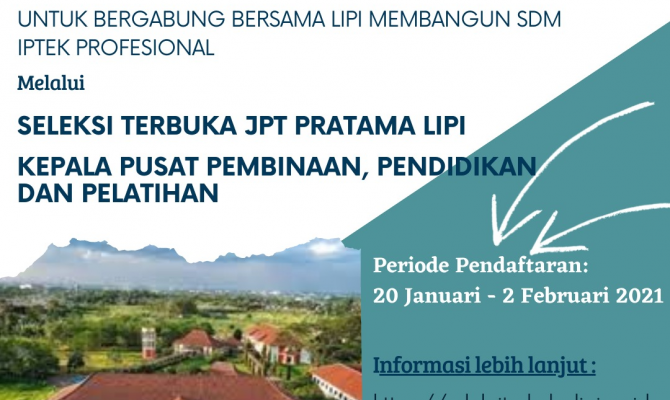 UNTUK BERGABUNG BERSAMA LIPI MEMBANGUN SDM
IPTEK PROFESIONAL
Melalui
SELEKSI TERBUKA JPT PRATAMA LIPI
KEPALA PUSAT PEMBINAAN, PENDIDIKAN
DAN PELATIHAN
Periode Pendaftaran:
20 Januari - 2 Februari 2021
Informasi lebih lanjut :